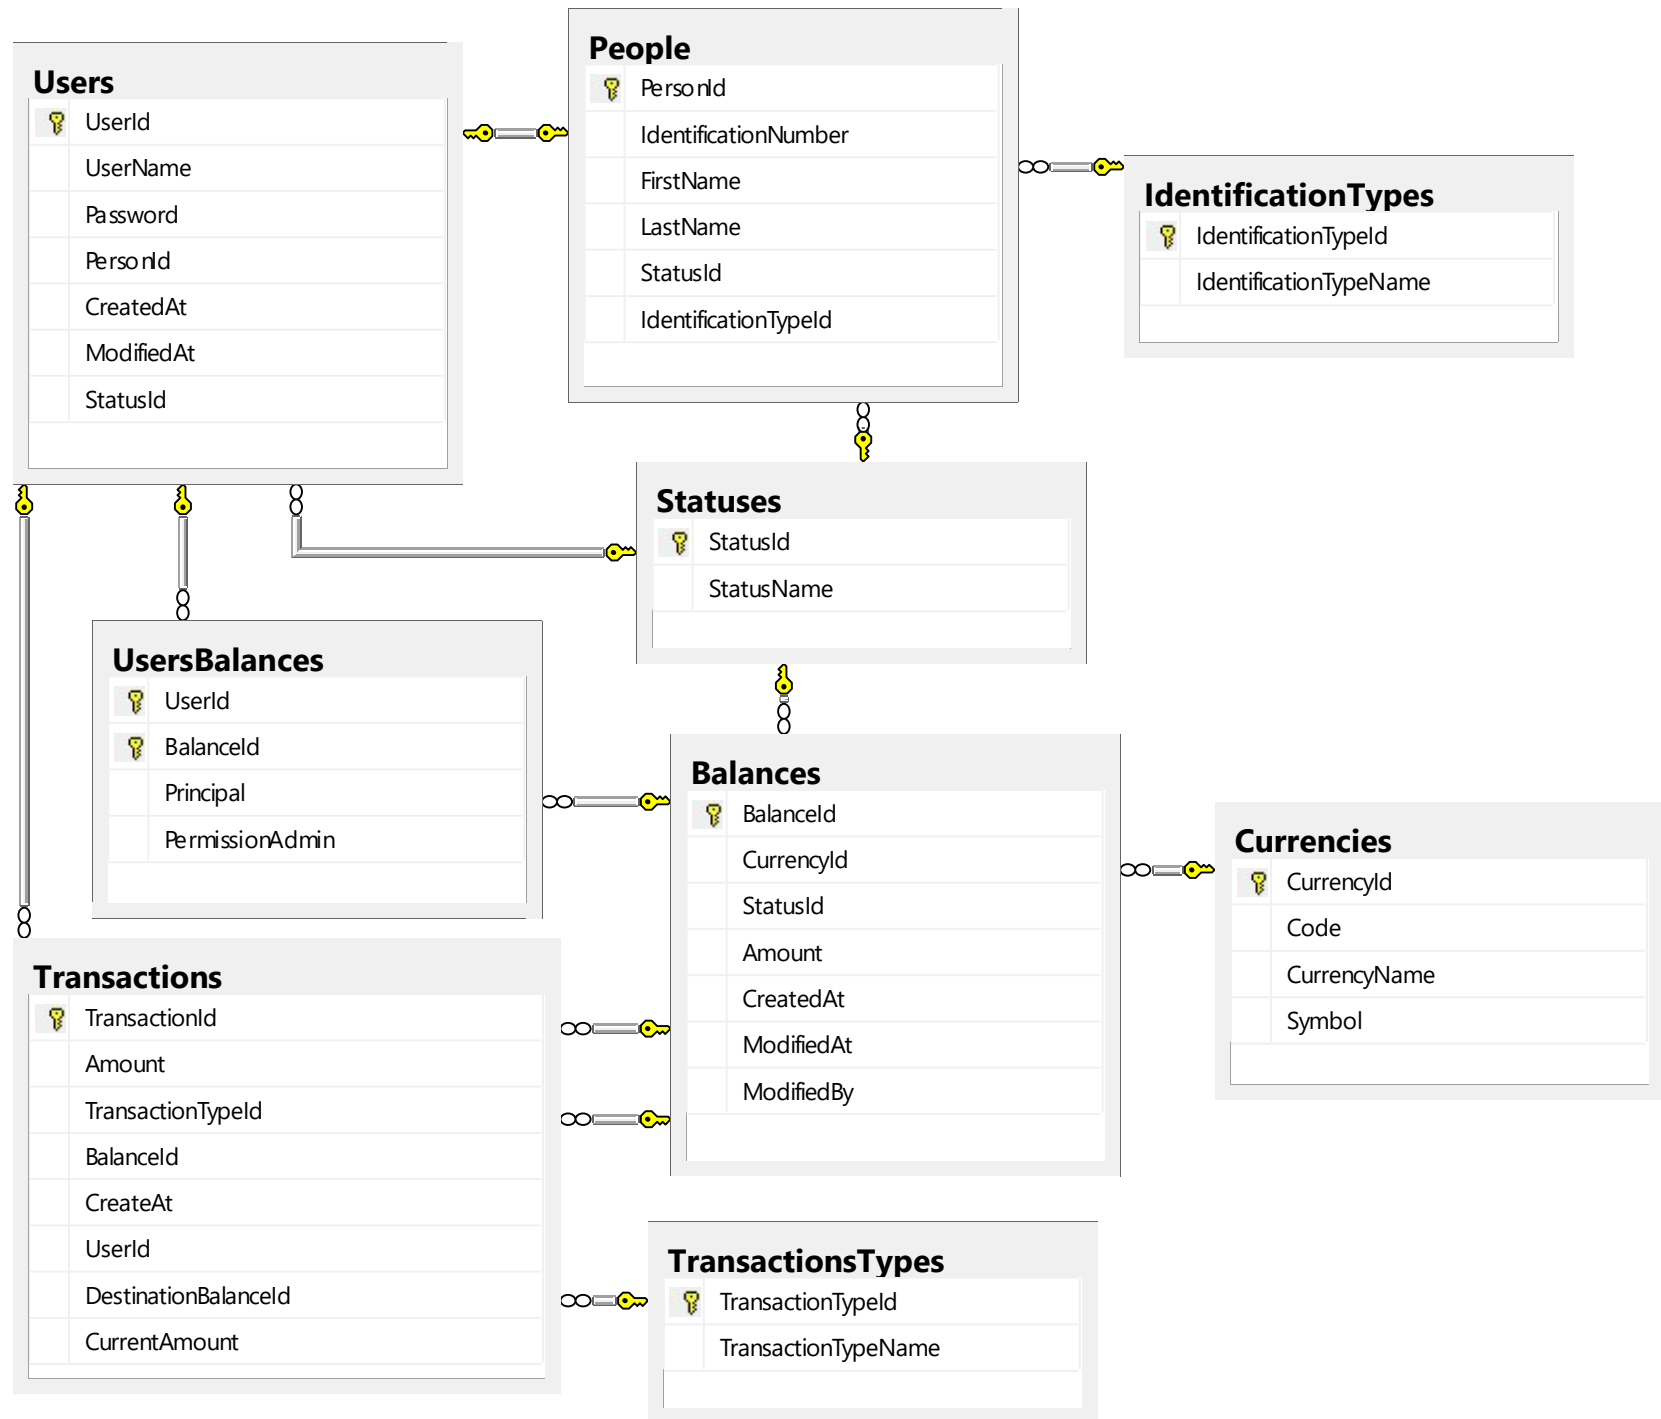 Users
UserId
UserName
Password
PersonId
CreatedAt
ModifiedAt
StatusId
People
PersonId
IdentificationNumber
FirstName
LastName
StatusId
IdentificationTypeId
IdentificationTypes
IdentificationTypeId
IdentificationTypeName
Statuses
StatusId
StatusName
UsersBalances
UserId
BalanceId
Principal
PermissionAdmin
Balances
BalanceId
CurrencyId
StatusId
Amount
CreatedAt
ModifiedAt
ModifiedBy
Currencies
CurrencyId
Code
CurrencyName
Symbol
Transactions
TransactionId
Amount
TransactionTypeId
BalanceId
CreateAt
UserId
DestinationBalanceId
CurrentAmount
TransactionsTypes
TransactionTypeId
TransactionTypeName